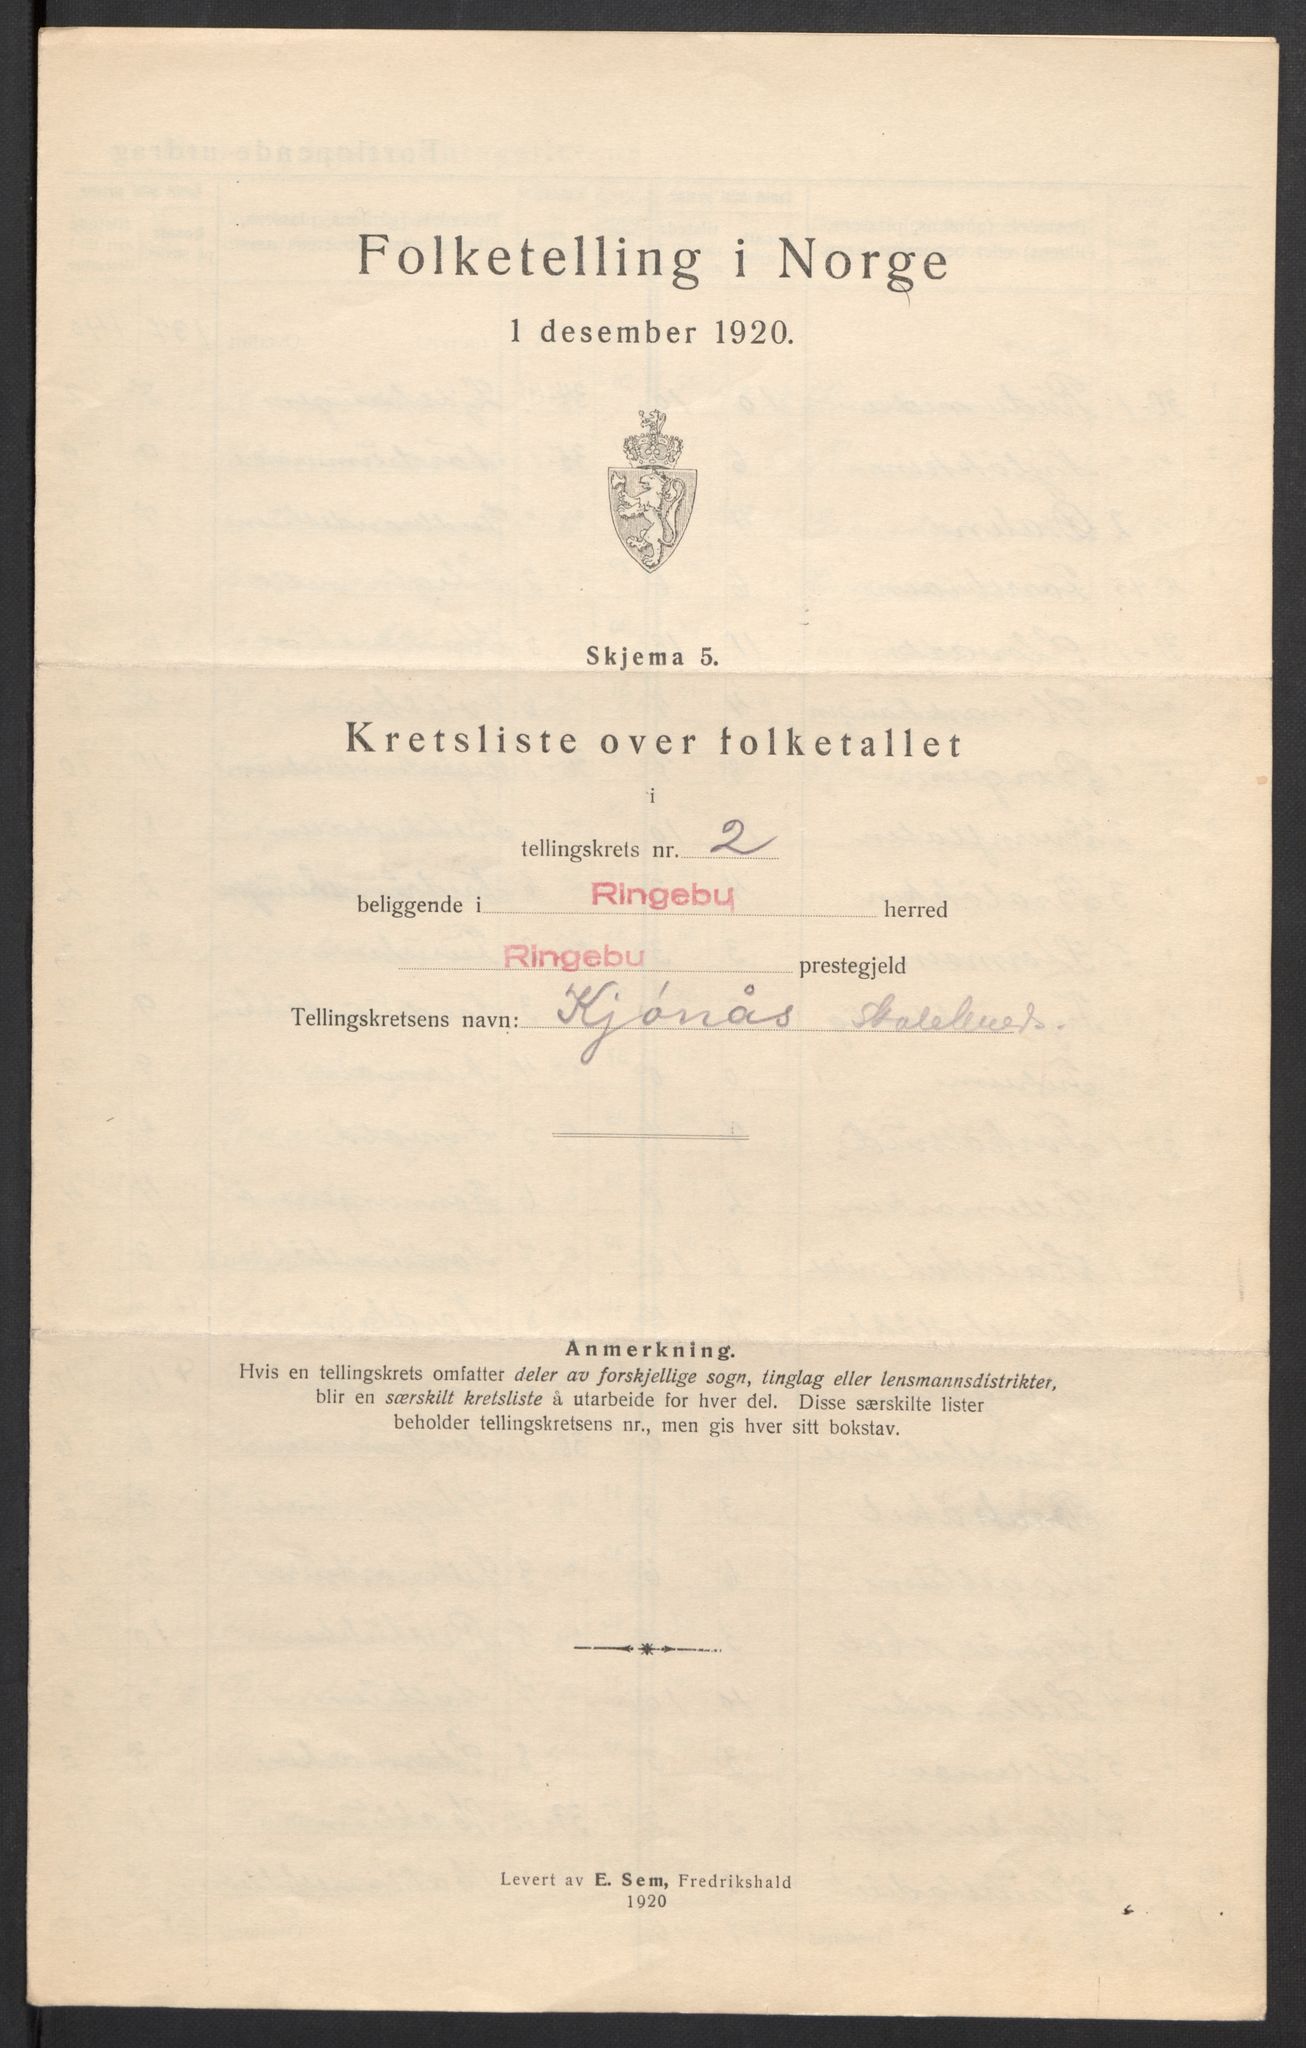 Folketelling i Norge
1 desember 1920.
Skjema 5.
Kretsliste over folketallet
i
tellingskrets nr. 2
beliggende i Ringebu herred
Ringebu prestegjeld
Tellingskretsens navn: Kjønås
Anmerkning.
Hvis en tellingskrets omfatter deler av forskjellige sogn, tinglag eller lensmannsdistrikter,
blir en særskilt kretsliste å utarbeide for hver del. Disse særskilte lister
beholder tellingskretsens nr., men gis hver sitt bokstav.
Levert av E. Sem, Fredrikshald
1920